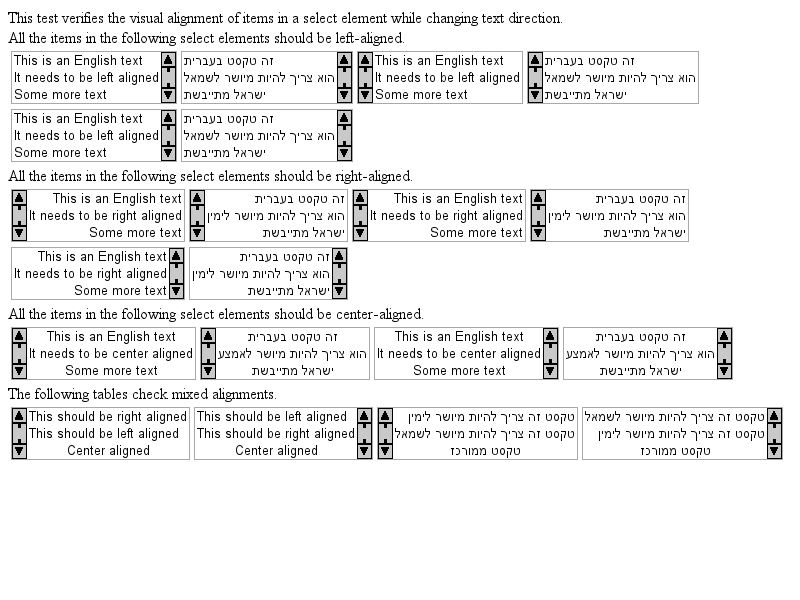 This test verifies the visual alignment of items in a select element while changing text direction.
All the items in the following select elements should be left-aligned.
This is an English text
It needs to be left aligned
Some more text
זה טקסט בעברית
הוא צריך להיות מיושר לשמאל
ישראל מתייבשת
This is an English text
It needs to be left aligned
Some more text
זה טקסט בעברית
הוא צריך להיות מיושר לשמאל
ישראל מתייבשת
This is an English text
It needs to be left aligned
Some more text
זה טקסט בעברית
הוא צריך להיות מיושר לשמאל
ישראל מתייבשת
All the items in the following select elements should be right-aligned.
This is an English text
It needs to be right aligned
Some more text
זה טקסט בעברית
הוא צריך להיות מיושר לימין
ישראל מתייבשת
This is an English text
It needs to be right aligned
Some more text
זה טקסט בעברית
הוא צריך להיות מיושר לימין
ישראל מתייבשת
This is an English text
It needs to be right aligned
Some more text
זה טקסט בעברית
הוא צריך להיות מיושר לימין
ישראל מתייבשת
All the items in the following select elements should be center-aligned.
This is an English text
It needs to be center aligned
Some more text
זה טקסט בעברית
הוא צריך להיות מיושר לאמצע
ישראל מתייבשת
This is an English text
It needs to be center aligned
Some more text
זה טקסט בעברית
הוא צריך להיות מיושר לאמצע
ישראל מתייבשת
The following tables check mixed alignments.
This should be right aligned
This should be left aligned
Center aligned
This should be left aligned
This should be right aligned
Center aligned
טקסט זה צריך להיות מיושר לימין
טקסט זה צריך להיות מיושר לשמאל
טקסט ממורכז
טקסט זה צריך להיות מיושר לשמאל
טקסט זה צריך להיות מיושר לימין
טקסט ממורכז